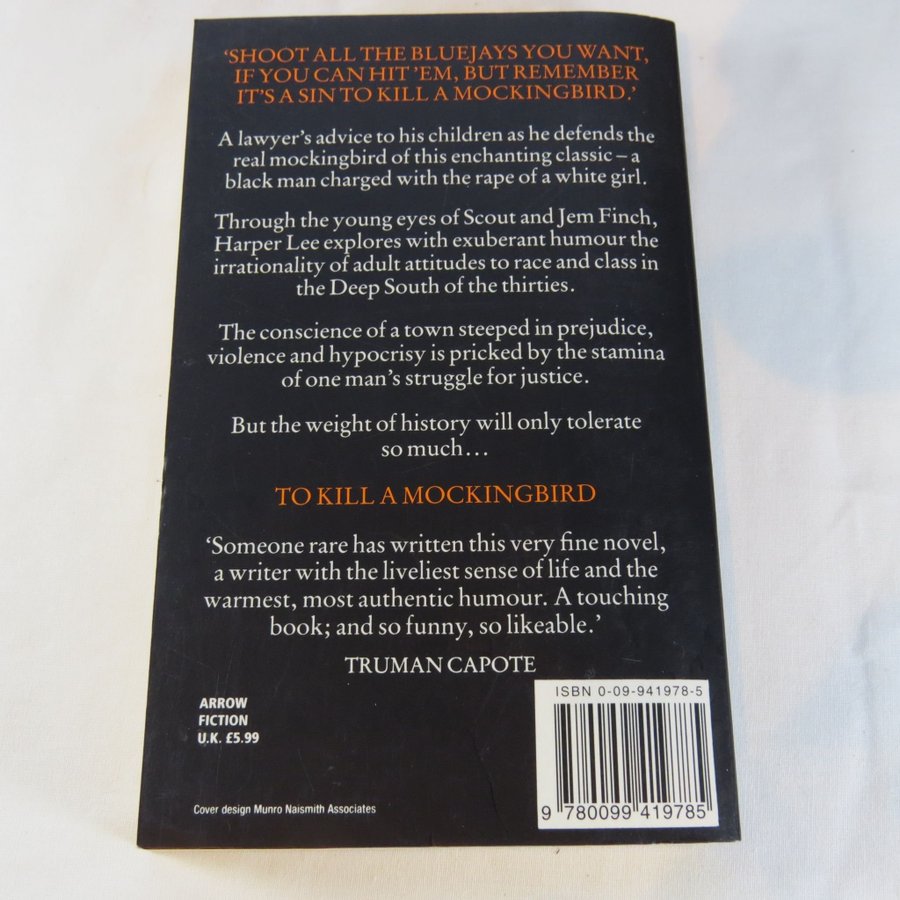 ‘SHOOT ALL THE BLUEJAYS YOU WANT,
IF YOU CAN HIT ’EM, BUT REMEMBER
IT’S A SIN TO KILL A MOCKINGBIRD.’
A lawyer’s advice to his children as he defends the
real mockingbird of this enchanting classic – a
black man charged with the rape of a white girl.
Through the young eyes of Scout and Jem Finch,
Harper Lee explores with exuberant humour the
irrationality of adult attitudes to race and class in
the Deep South of the thirties.
The conscience of a town steeped in prejudice,
violence and hypocrisy is pricked by the stamina
of one man’s struggle for justice.
But the weight of history will only tolerate
so much…
TO KILL A MOCKINGBIRD
‘Someone rare has written this very fine novel,
a writer with the liveliest sense of life and the
warmest, most authentic humour. A touching
book; and so funny, so likeable.’
TRUMAN CAPOTE
ARROW
FICTION
U.K. £5.99
Cover design Munro Naismith Associates
ISBN 0-09-941978-5
9 780099 419785